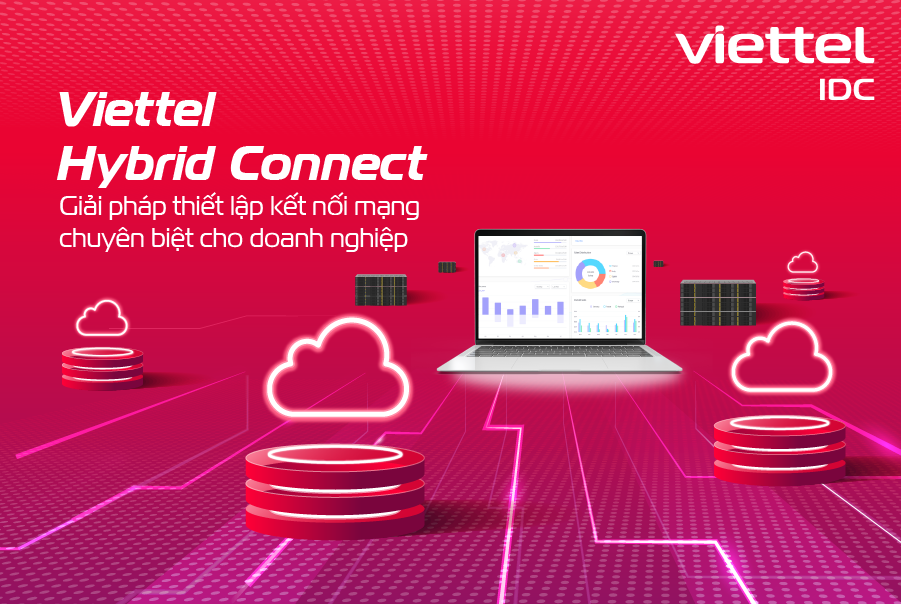 viettel
IDC
Viettel
Hybrid Connect
Giải pháp thiết lập kết nối mạng
chuyên biệt cho doanh nghiệp